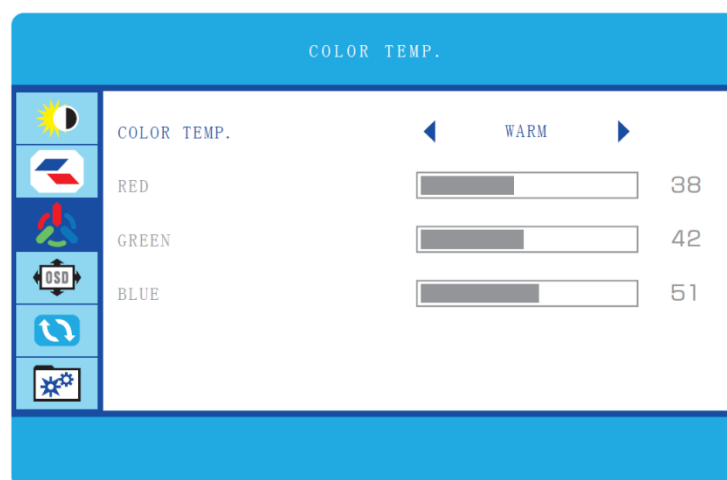 COLOR TEMP.
COLOR TEMP. WARM
RED 38
GREEN 42
OSD
BLUE 51